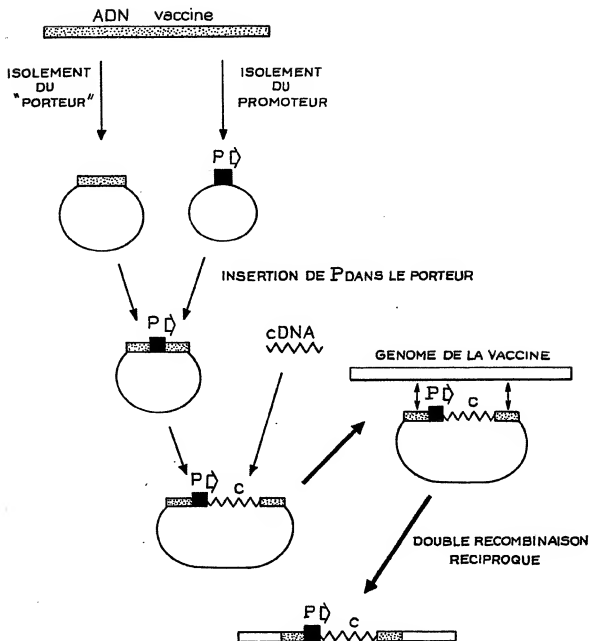 ADN vaccine
ISOLEMENT
DU
"PORTEUR"
ISOLEMENT
DU
PROMOTEUR
P
INSERTION DE P DANS LE PORTEUR
P
cDNA
GENOME DE LA VACCINE
P
c
P
c
DOUBLE RECOMBINAISON
RECIPROQUE
P
c